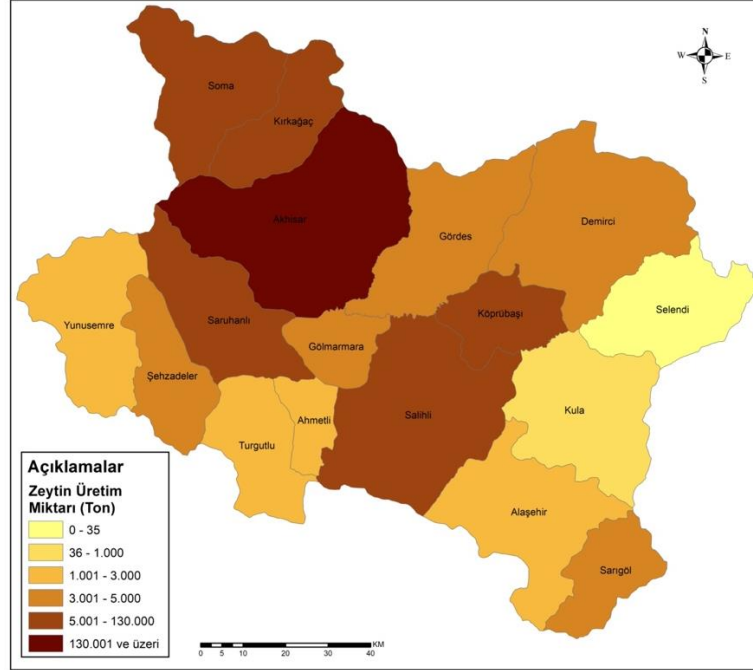 N
W E
S
Soma
Kırkağaç
Akhisar
Gördes
Demirci
Selendi
Yunusemre
Saruhanlı
Köprübaşı
Gölmarmara
Şehzadeler
Kula
Ahmetli
Salihli
Turgutlu
Alaşehir
Sarıgöl
Açıklamalar
Zeytin Üretim
Miktarı (Ton)
0 - 35
36 - 1.000
1.001 - 3.000
3.001 - 5.000
5.001 - 130.000
130.001 ve üzeri
0 5 10 20 30 40
KM